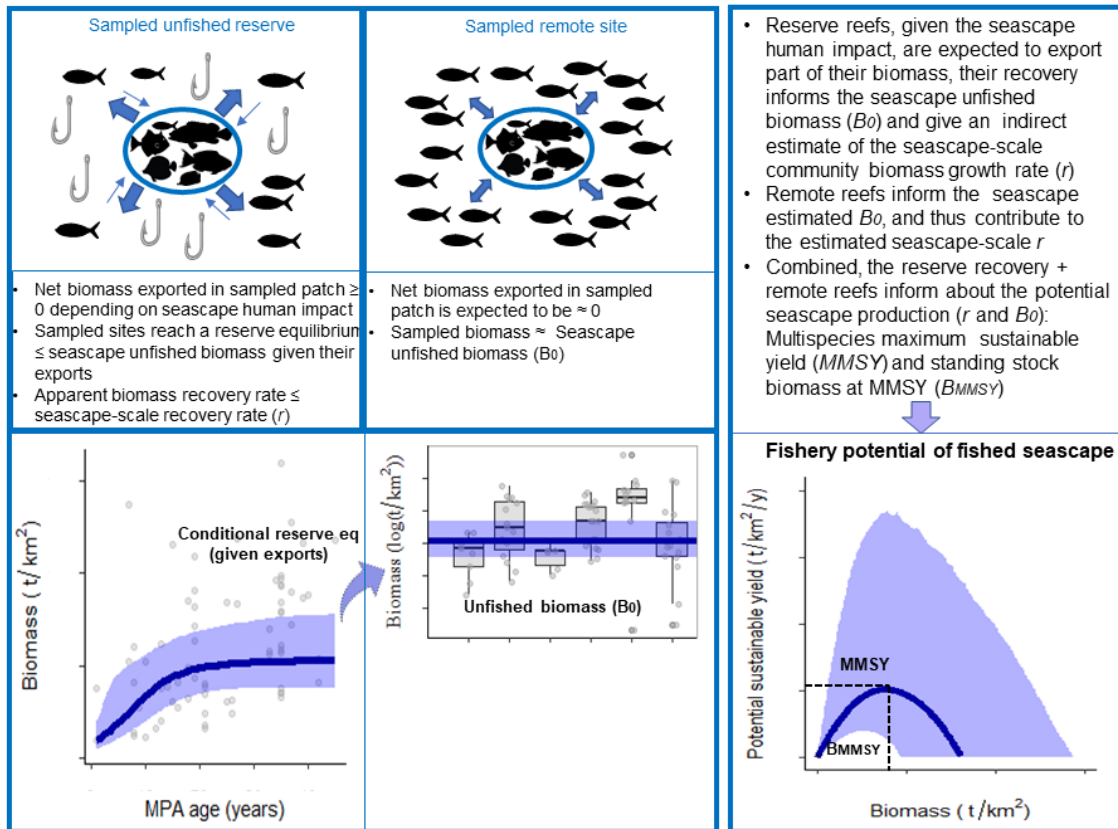 Sampled unfished reserve
Sampled remote site
• Net biomass exported in sampled patch ≥
0 depending on seascape human impact
• Sampled sites reach a reserve equilibrium
≤ seascape unfished biomass given their
exports
• Apparent biomass recovery rate ≤
seascape-scale recovery rate (r)
• Net biomass exported in sampled
patch is expected to be ≈ 0
• Sampled biomass ≈ Seascape
unfished biomass (B0)
Biomass ( t/km²)
Conditional reserve eq
(given exports)
MPA age (years)
Biomass (log(t/km²))
Unfished biomass (B0)
• Reserve reefs, given the seascape
human impact, are expected to export
part of their biomass, their recovery
informs the seascape unfished
biomass (B0) and give an indirect
estimate of the seascape-scale
community biomass growth rate (r)
• Remote reefs inform the seascape
estimated B0, and thus contribute to
the estimated seascape-scale r
• Combined, the reserve recovery +
remote reefs inform about the potential
seascape production (r and B0):
Multispecies maximum sustainable
yield (MMSY) and standing stock
biomass at MMSY (BMMSY)
Fishery potential of fished seascape
Potential sustainable yield ( t/km²/y)
MMSY
BMMSY
Biomass ( t/km²)